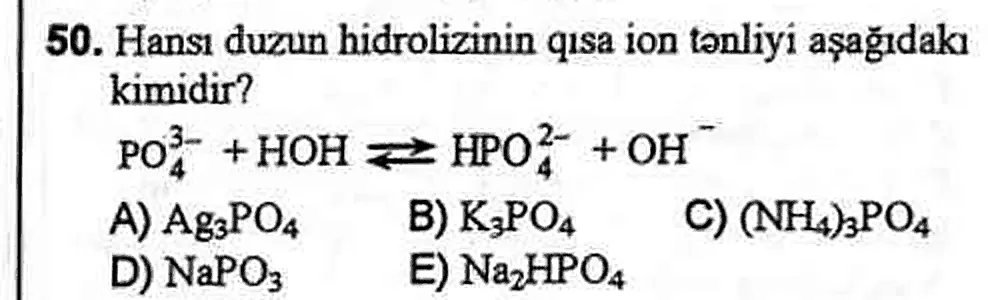 50. Hansı duzun hidrolizinin qısa ion tənliyi aşağıdakı
kimidir?
PO₄³⁻ + HOH ⇄ HPO₄²⁻ + OH⁻
A) Ag₃PO₄ B) K₃PO₄ C) (NH₄)₃PO₄
D) NaPO₃ E) Na₂HPO₄